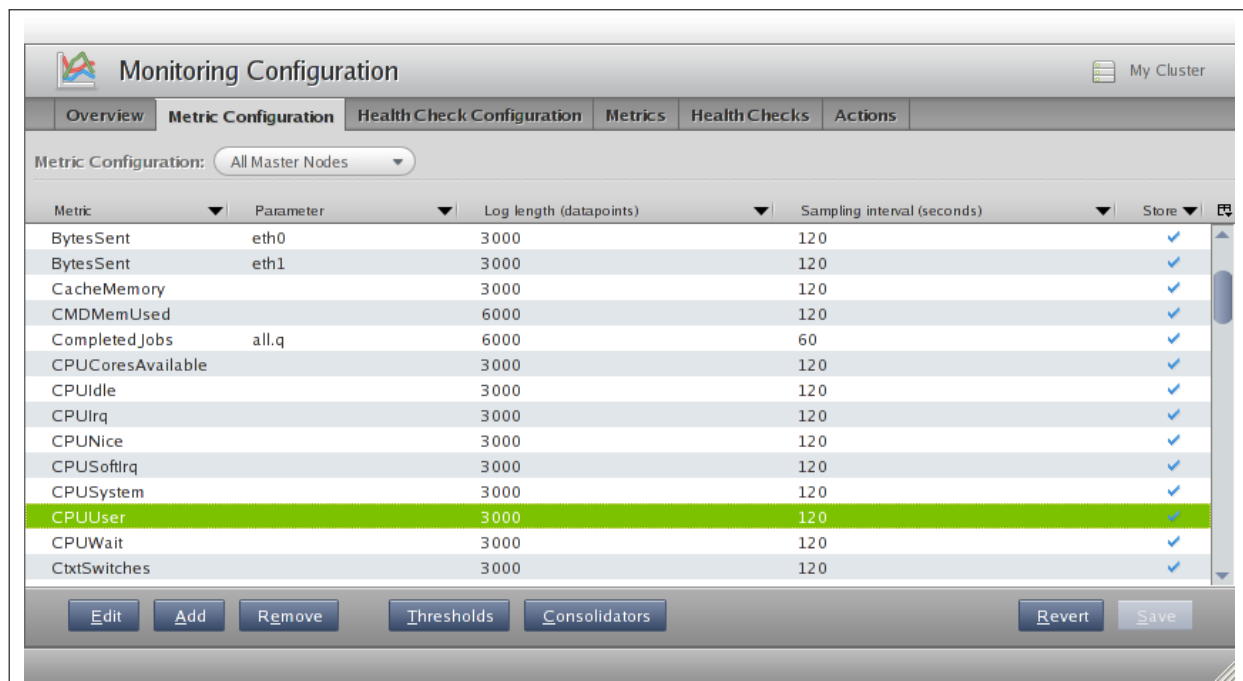 Monitoring Configuration My Cluster
Overview Metric Configuration Health Check Configuration Metrics Health Checks Actions
Metric Configuration: All Master Nodes
Metric Parameter Log length (datapoints) Sampling interval (seconds) Store
BytesSent eth0 3000 120
BytesSent eth1 3000 120
CacheMemory 3000 120
CMDMemUsed 6000 120
CompletedJobs all.q 6000 60
CPUCoresAvailable 3000 120
CPUIdle 3000 120
CPUIrq 3000 120
CPUNice 3000 120
CPUSoftIrq 3000 120
CPUSystem 3000 120
CPUUser 3000 120
CPUWait 3000 120
CtxtSwitches 3000 120
Edit Add Remove Thresholds Consolidators Revert Save